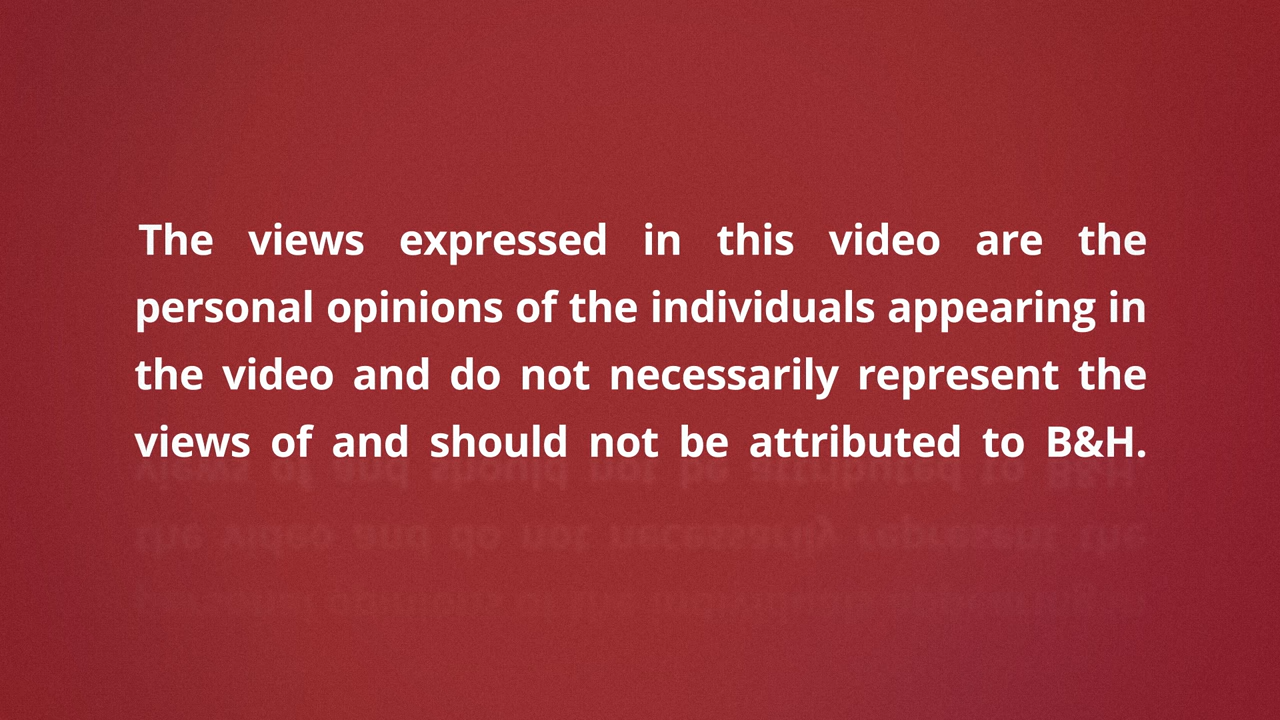 The views expressed in this video are the
personal opinions of the individuals appearing in
the video and do not necessarily represent the
views of and should not be attributed to B&H.